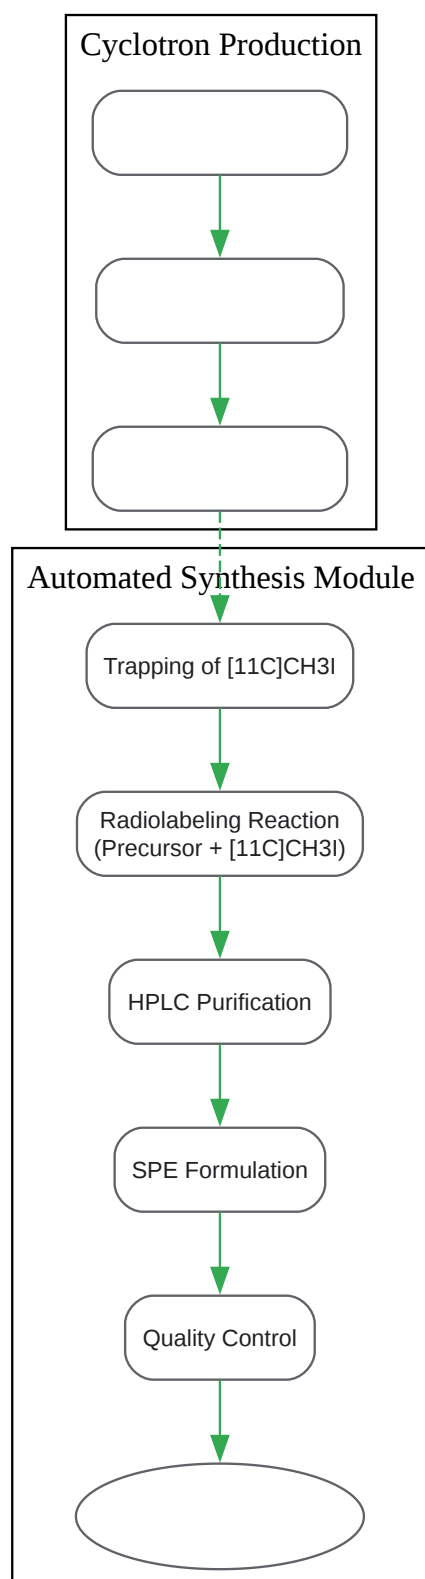 Cyclotron Production
Automated Synthesis Module
Trapping of [11C]CH3I
Radiolabeling Reaction
(Precursor + [11C]CH3I)
HPLC Purification
SPE Formulation
Quality Control